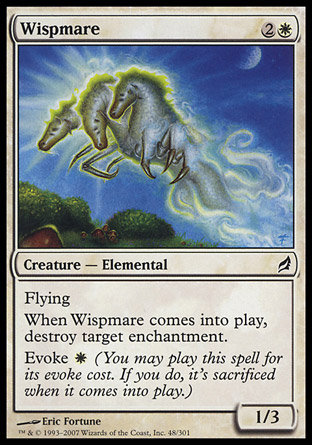 Wispmare 2
Creature — Elemental
Flying
When Wispmare comes into play,
destroy target enchantment.
Evoke (You may play this spell for
its evoke cost. If you do, it's sacrificed
when it comes into play.)
Eric Fortune
™ & © 1993–2007 Wizards of the Coast, Inc. 48/301
1/3